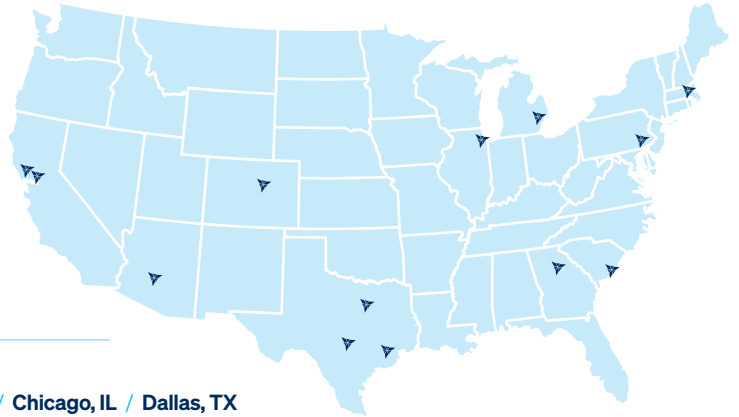 / Chicago, IL / Dallas, TX